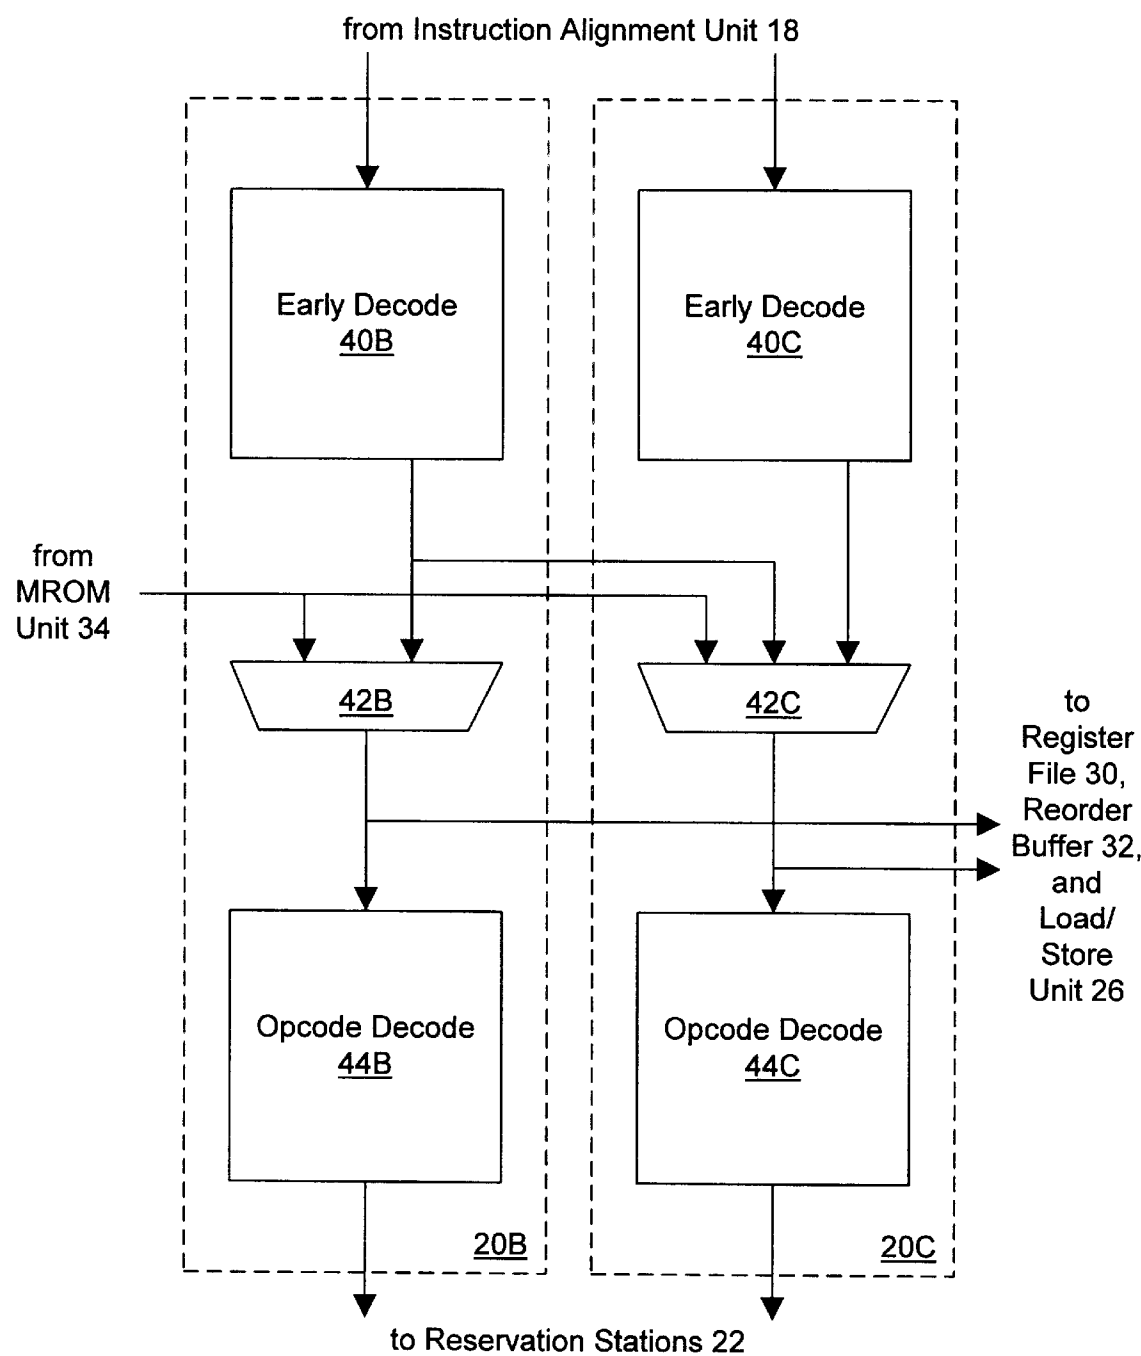 from Instruction Alignment Unit 18
Early Decode
40B
Early Decode
40C
from
MROM
Unit 34
42B
42C
to
Register
File 30,
Reorder
Buffer 32,
and
Load/
Store
Unit 26
Opcode Decode
44B
Opcode Decode
44C
20B
20C
to Reservation Stations 22